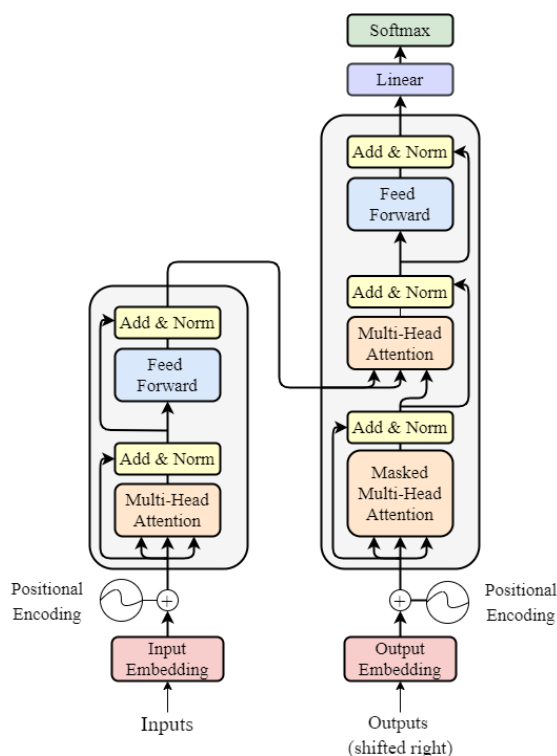 Softmax
Linear
Add & Norm
Feed
Forward
Add & Norm
Multi-Head
Attention
Add & Norm
Masked
Multi-Head
Attention
Positional
Encoding
Output
Embedding
Outputs
(shifted right)
Add & Norm
Feed
Forward
Add & Norm
Multi-Head
Attention
Positional
Encoding
Input
Embedding
Inputs